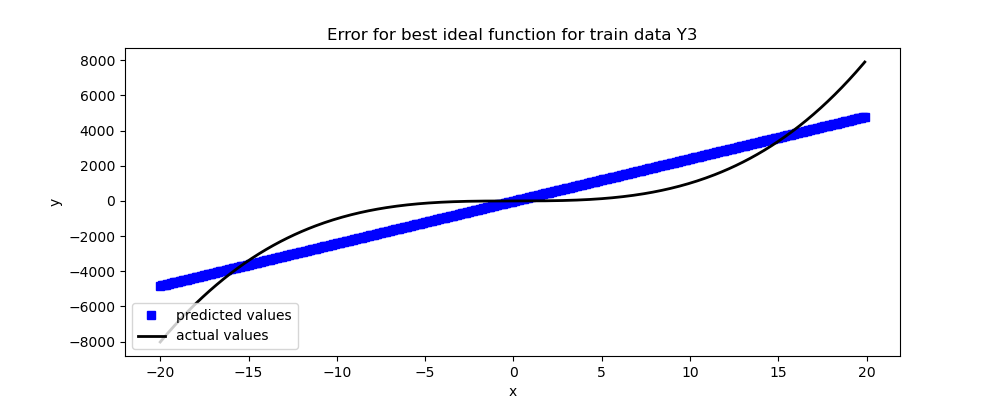 Error for best ideal function for train data Y3
8000
6000
4000
2000
0
−2000
−4000
−6000
−8000
y
predicted values
actual values
−20 −15 −10 −5 0 5 10 15 20
x